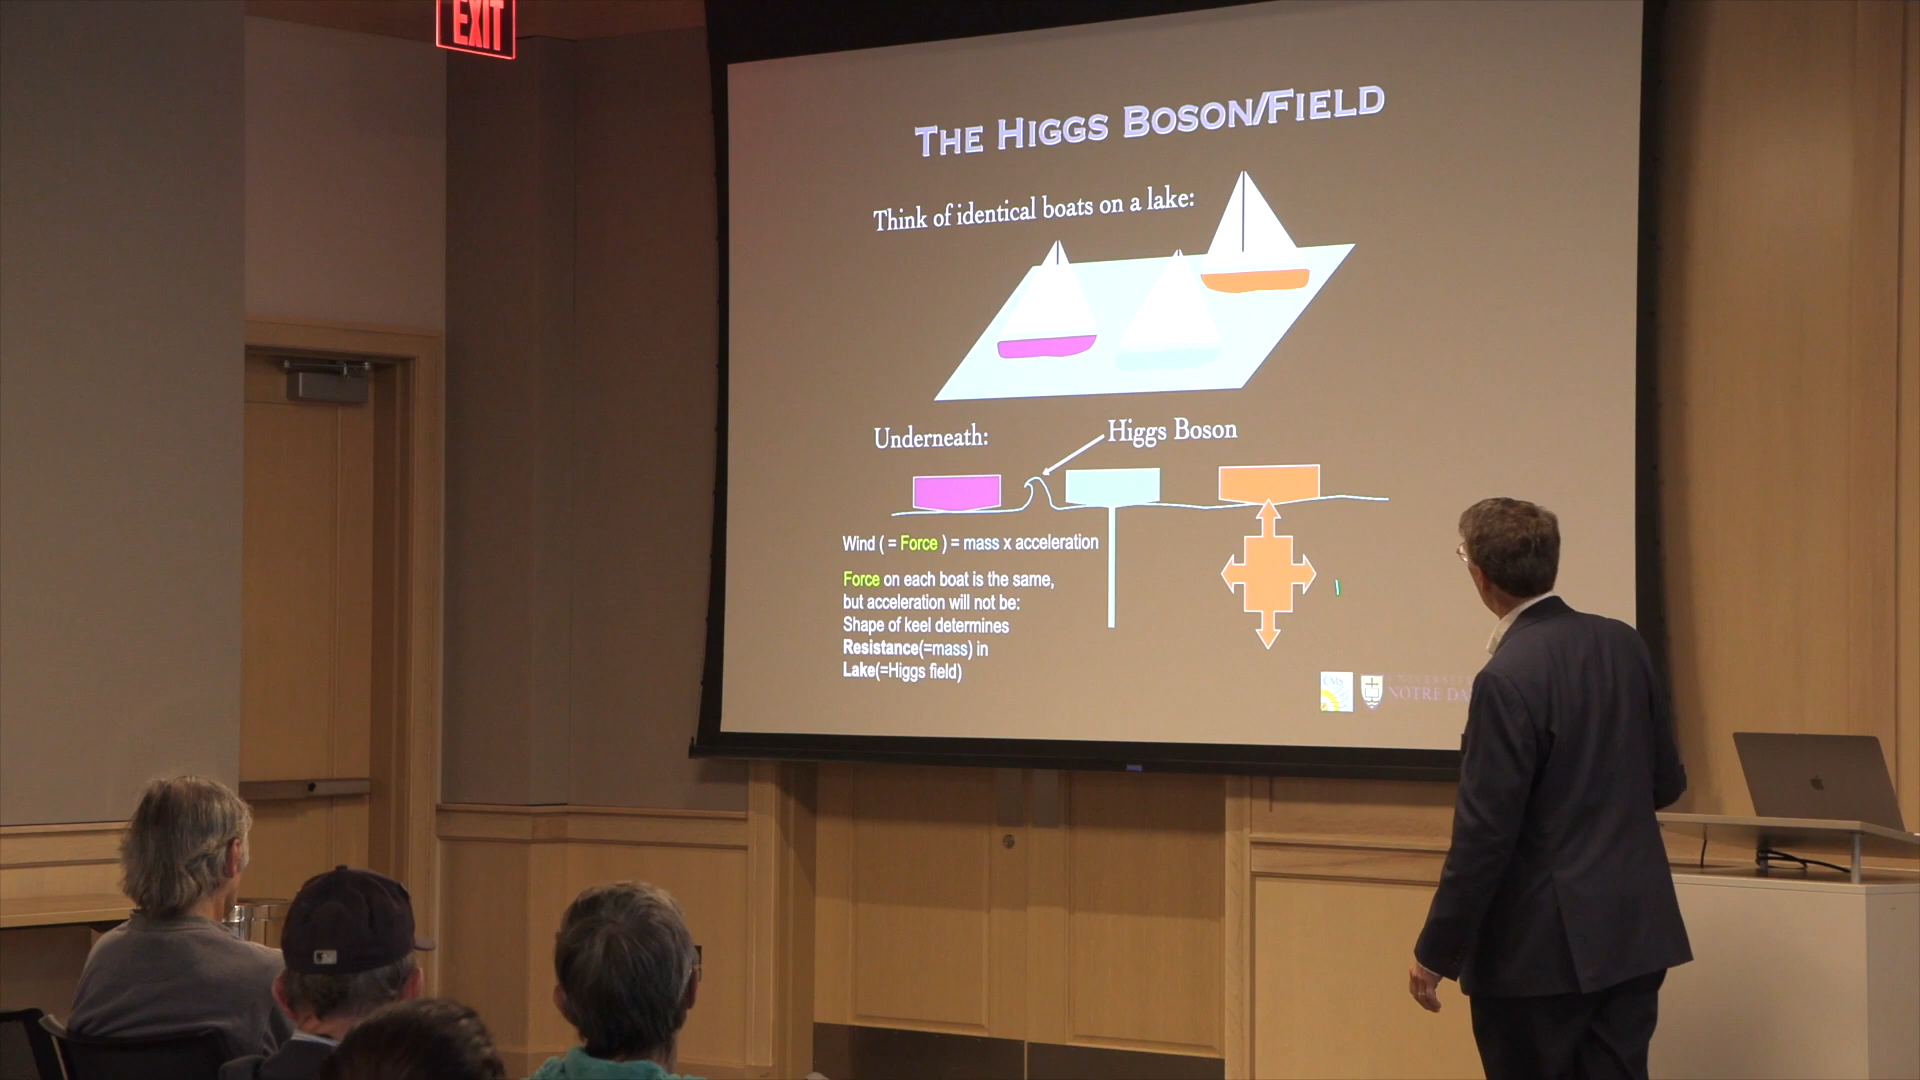 EXIT
THE HIGGS BOSON/FIELD
Think of identical boats on a lake:
Underneath:
Higgs Boson
Wind ( = Force ) = mass x acceleration
Force on each boat is the same,
but acceleration will not be:
Shape of keel determines
Resistance(=mass) in
Lake(=Higgs field)
CMS
NOTRE